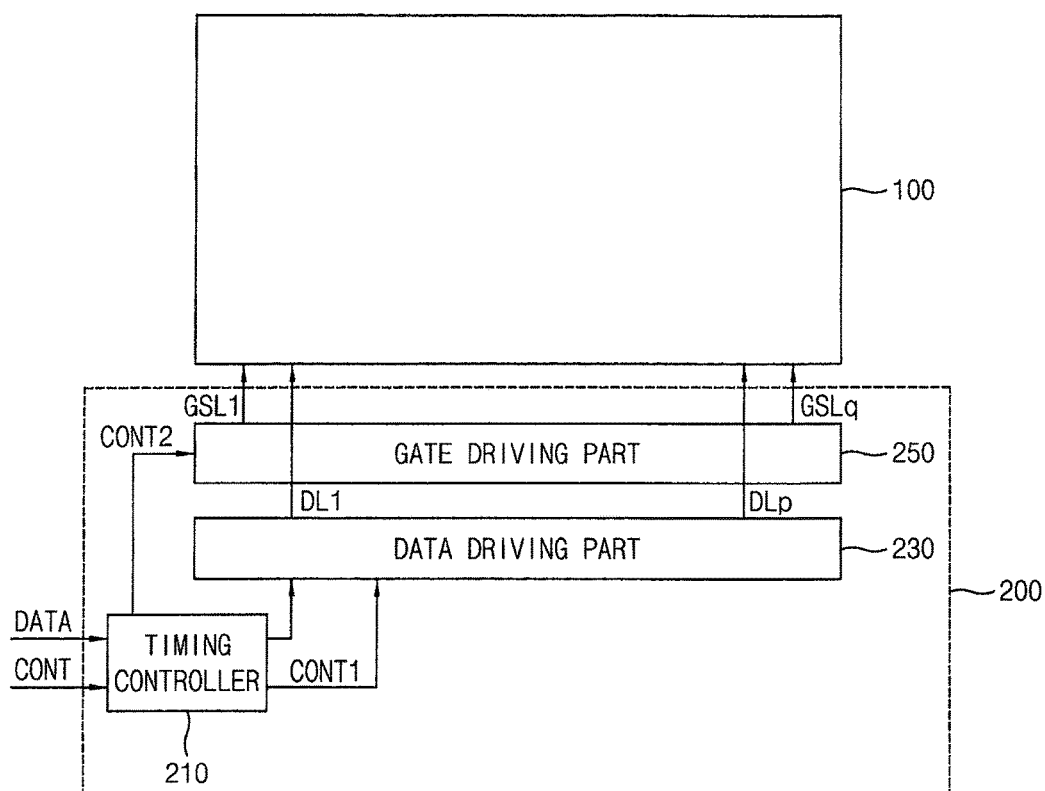 100
GSL1
GSLq
CONT2
GATE DRIVING PART
250
DL1
DLp
DATA DRIVING PART
230
200
DATA
CONT
TIMING
CONTROLLER
CONT1
210